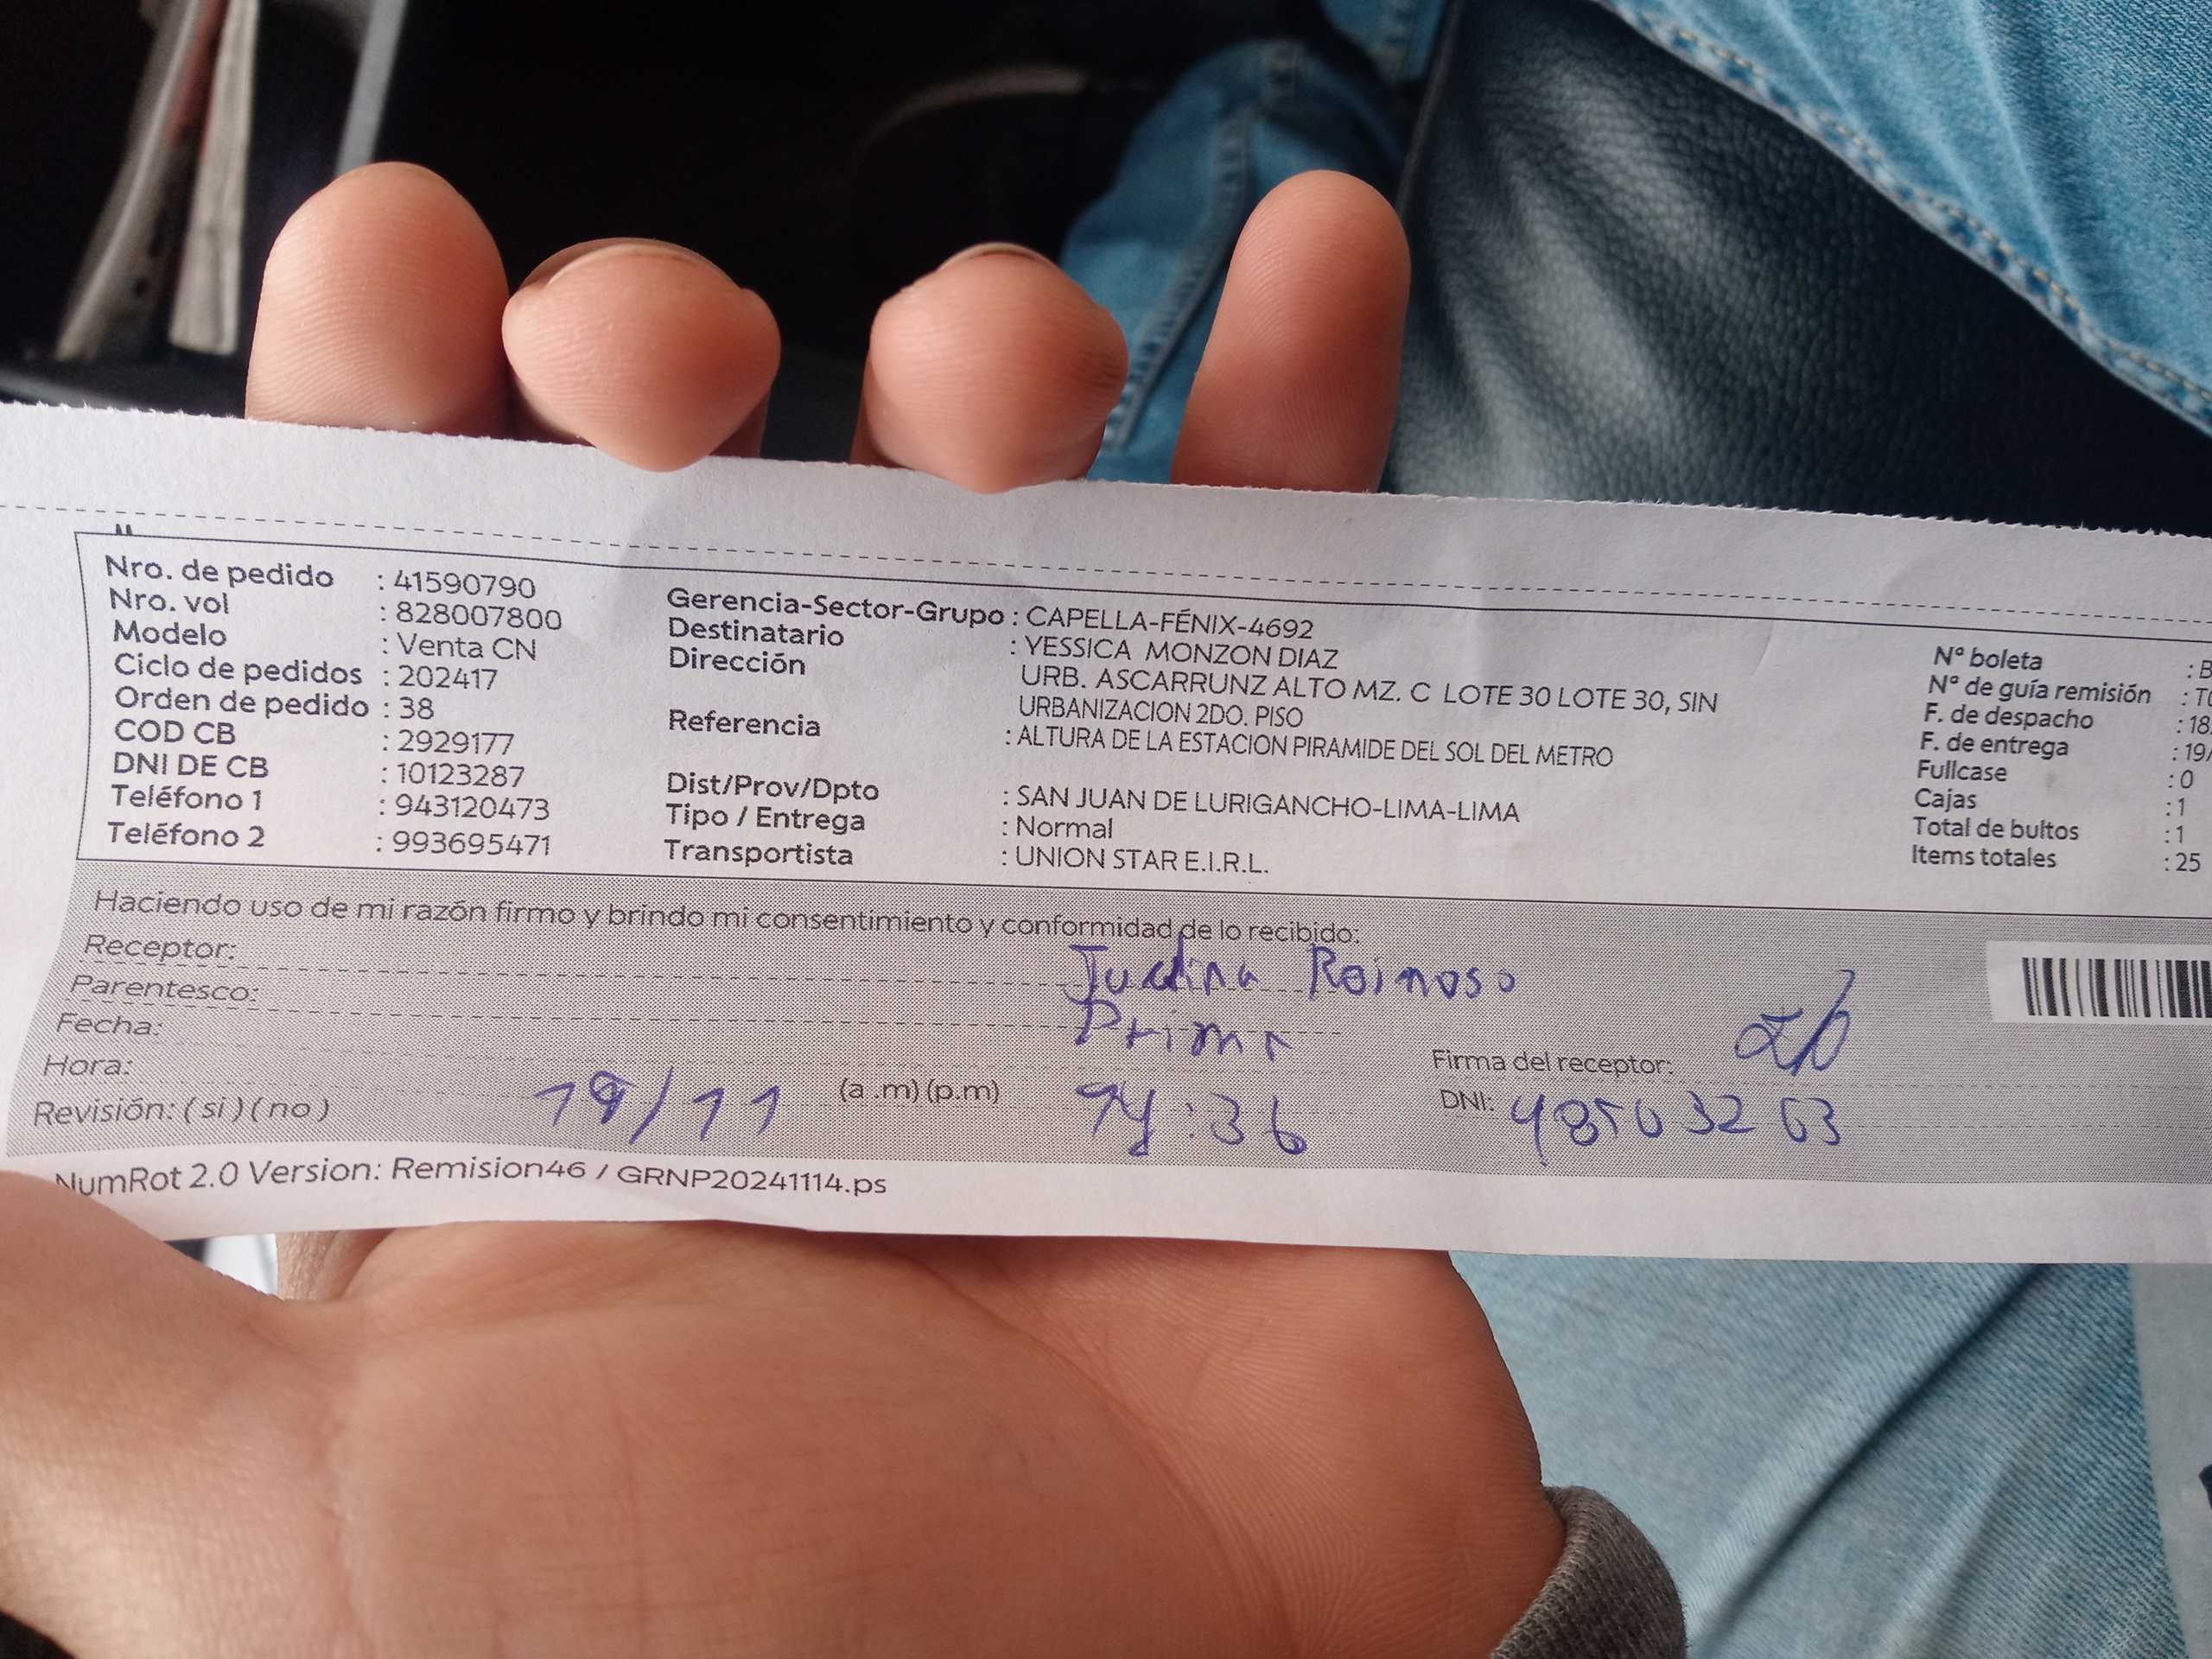 Nro. de pedido : 41590790
Nro. vol : 828007800
Modelo : Venta CN
Ciclo de pedidos : 202417
Orden de pedido : 38
COD CB : 2929177
DNI DE CB : 10123287
Teléfono 1 : 943120473
Teléfono 2 : 993695471
Gerencia-Sector-Grupo : CAPELLA-FÉNIX-4692
Destinatario : YESSICA MONZON DIAZ
Dirección URB. ASCARRUNZ ALTO MZ. C LOTE 30 LOTE 30, SIN
URBANIZACION 2DO. PISO
Referencia : ALTURA DE LA ESTACION PIRAMIDE DEL SOL DEL METRO
Dist/Prov/Dpto : SAN JUAN DE LURIGANCHO-LIMA-LIMA
Tipo / Entrega : Normal
Transportista : UNION STAR E.I.R.L.
N° boleta : B
N° de guía remisión : T0
F. de despacho : 18
F. de entrega : 19/
Fullcase : 0
Cajas : 1
Total de bultos : 1
Items totales : 25
Haciendo uso de mi razón firmo y brindo mi consentimiento y conformidad de lo recibido:
Receptor: Judina Roinoso
Parentesco: Prima
Fecha:
Hora: (a .m) (p.m) Firma del receptor:
Revisión: ( si ) ( no ) 19/11 14:36 DNI:
NumRot 2.0 Version: Remision46 / GRNP20241114.ps